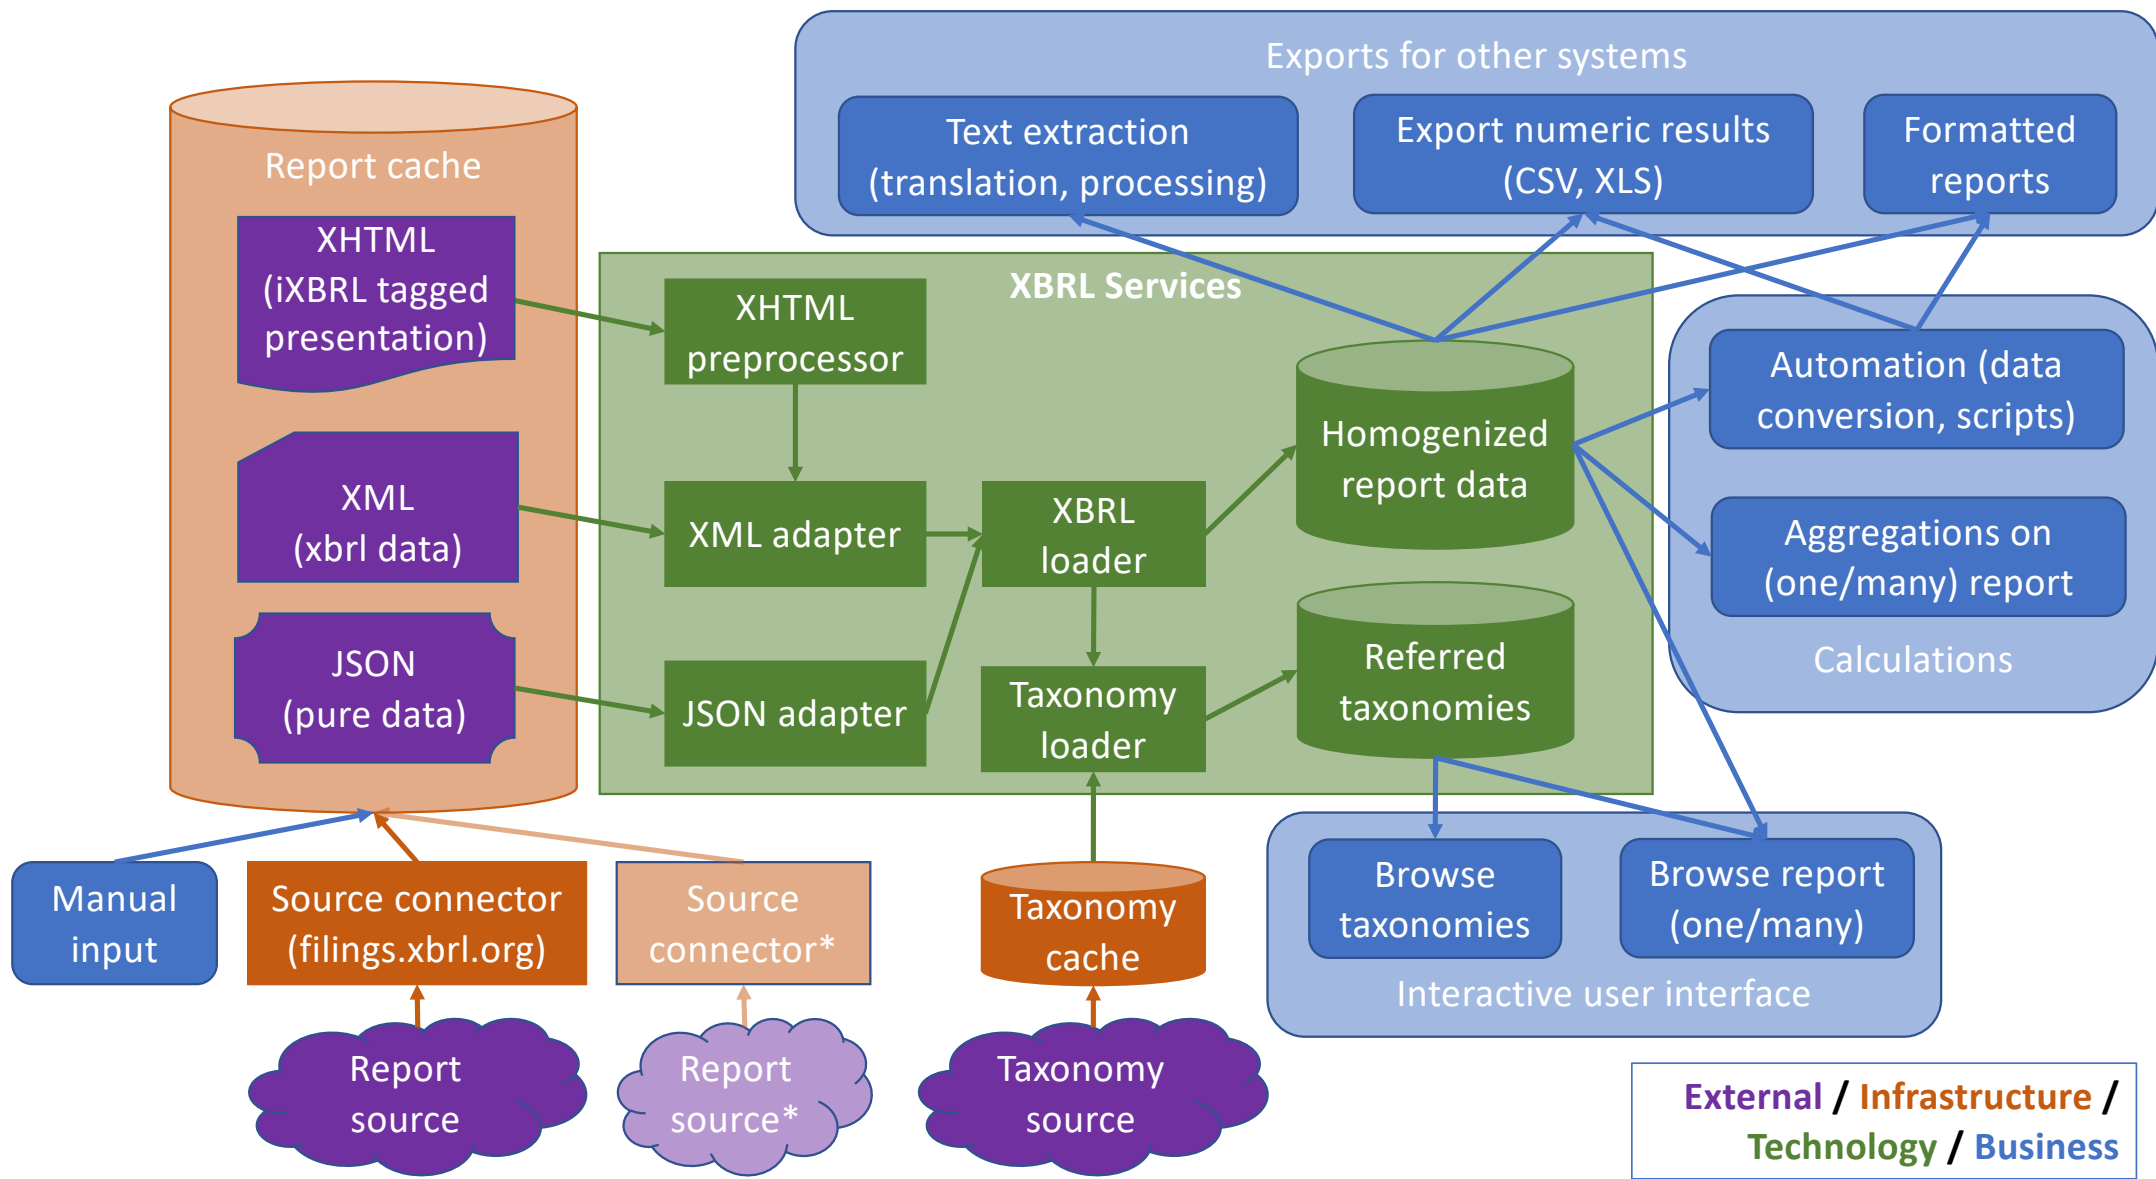 Exports for other systems
Text extraction
(translation, processing)
Export numeric results
(CSV, XLS)
Formatted
reports
Report cache
XHTML
(iXBRL tagged
presentation)
XML
(xbrl data)
JSON
(pure data)
XBRL Services
XHTML
preprocessor
XML adapter
JSON adapter
XBRL
loader
Taxonomy
loader
Homogenized
report data
Referred
taxonomies
Automation (data
conversion, scripts)
Aggregations on
(one/many) report
Calculations
Manual
input
Source connector
(filings.xbrl.org)
Source
connector*
Taxonomy
cache
Browse
taxonomies
Browse report
(one/many)
Interactive user interface
Report
source
Report
source*
Taxonomy
source
External / Infrastructure /
Technology / Business